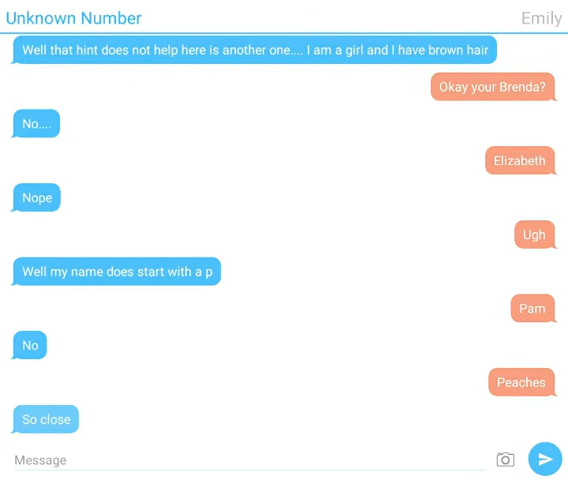 Unknown Number Emily
Well that hint does not help here is another one.... I am a girl and I have brown hair
Okay your Brenda?
No....
Elizabeth
Nope
Ugh
Well my name does start with a p
Pam
No
Peaches
So close
Message